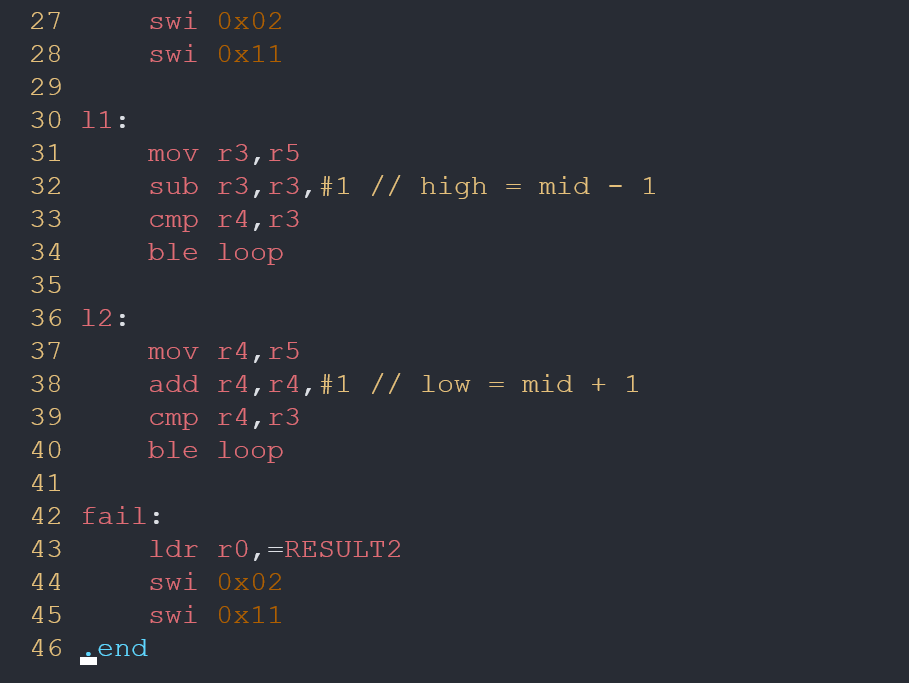 27     swi 0x02
28     swi 0x11
29
30 l1:
31     mov r3,r5
32     sub r3,r3,#1 // high = mid - 1
33     cmp r4,r3
34     ble loop
35
36 l2:
37     mov r4,r5
38     add r4,r4,#1 // low = mid + 1
39     cmp r4,r3
40     ble loop
41
42 fail:
43     ldr r0,=RESULT2
44     swi 0x02
45     swi 0x11
46 .end